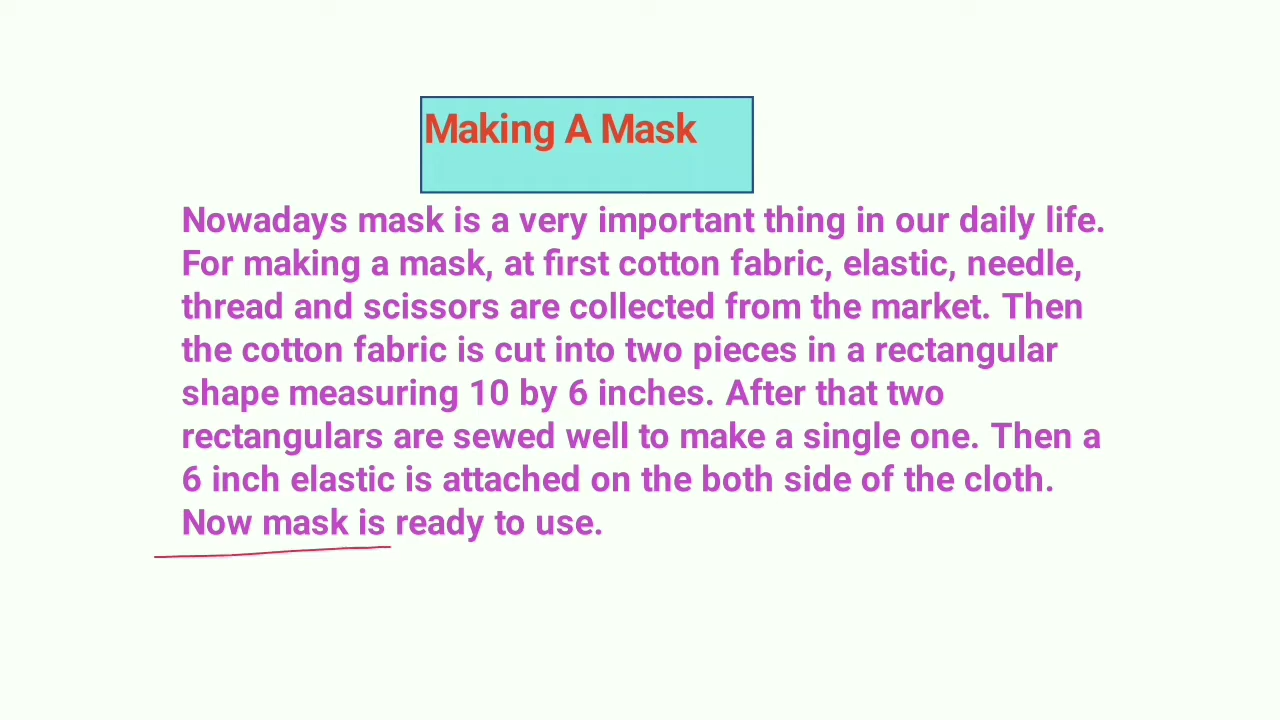 Making A Mask
Nowadays mask is a very important thing in our daily life.
For making a mask, at first cotton fabric, elastic, needle,
thread and scissors are collected from the market. Then
the cotton fabric is cut into two pieces in a rectangular
shape measuring 10 by 6 inches. After that two
rectangulars are sewed well to make a single one. Then a
6 inch elastic is attached on the both side of the cloth.
Now mask is ready to use.